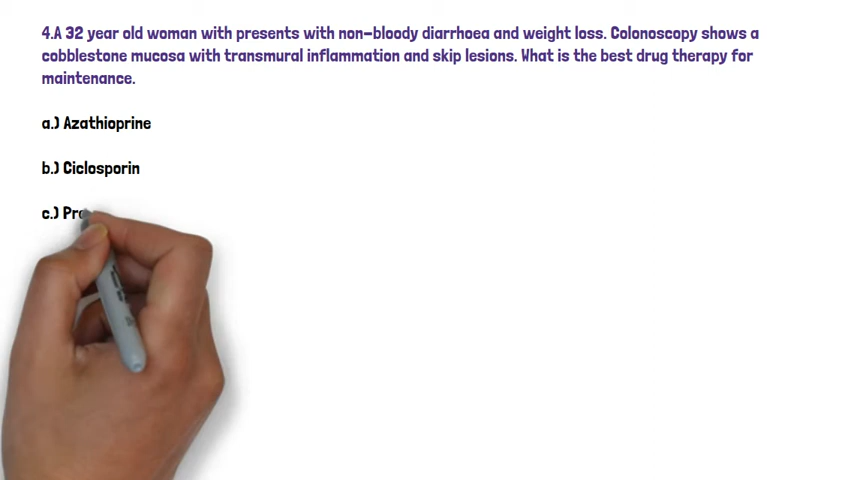 4.A 32 year old woman with presents with non-bloody diarrhoea and weight loss. Colonoscopy shows a
cobblestone mucosa with transmural inflammation and skip lesions. What is the best drug therapy for
maintenance.
a.) Azathioprine
b.) Ciclosporin
c.)